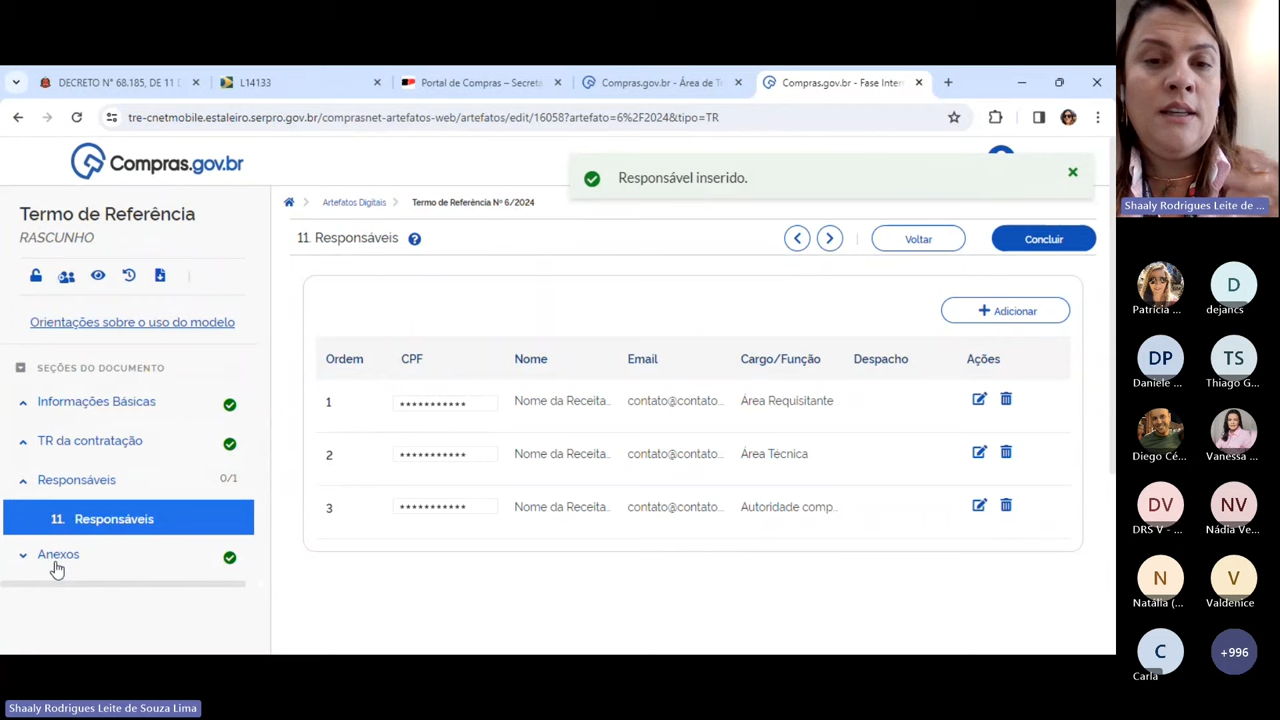 DECRETO N° 68.185, DE 11 D
L14133
Portal de Compras – Secreta
Compras.gov.br - Área de T
Compras.gov.br - Fase Intern
tre-cnetmobile.estaleiro.serpro.gov.br/comprasnet-artefatos-web/artefatos/edit/16058?artefato=6%2F2024&tipo=TR
Compras.gov.br
Responsável inserido.
Termo de Referência
RASCUNHO
Orientações sobre o uso do modelo
SEÇÕES DO DOCUMENTO
Informações Básicas
TR da contratação
Responsáveis 0/1
11. Responsáveis
Anexos
Artefatos Digitais
Termo de Referência Nº 6/2024
11. Responsáveis
Voltar
Concluir
+ Adicionar
Ordem CPF Nome Email Cargo/Função Despacho Ações
1 *********** Nome da Receita... contato@contato... Área Requisitante
2 *********** Nome da Receita... contato@contato... Área Técnica
3 *********** Nome da Receita... contato@contato... Autoridade comp...
Shaaly Rodrigues Leite de ...
Patrícia ...
D
dejancs
DP
Daniele ...
TS
Thiago G...
Diego Cé...
Vanessa ...
DV
DRS V - ...
NV
Nádia Ve...
N
Natália (...
V
Valdenice
C
Carla
+996
Shaaly Rodrigues Leite de Souza Lima